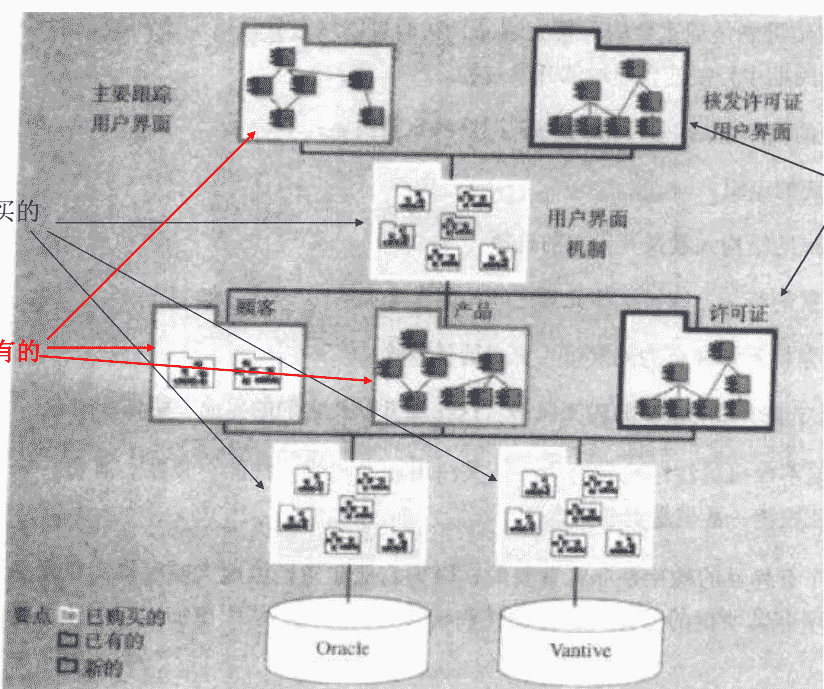 主要跟踪
用户界面
核发许可证
用户界面
买的
用户界面
机制
顾客
产品
许可证
有的
要点 已购买的
已有的
新的
Oracle
Vantive